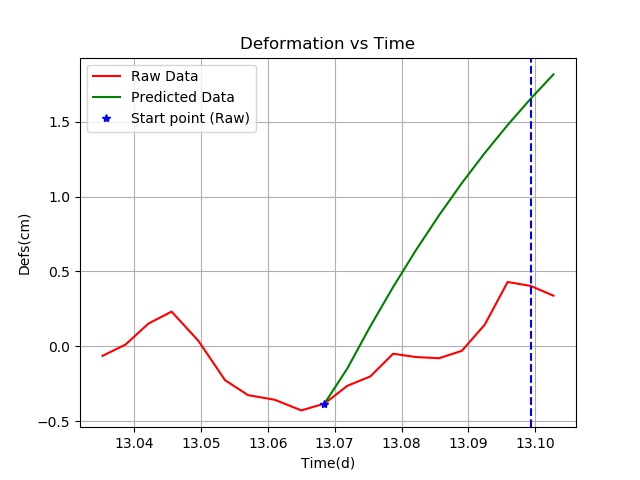 Deformation vs Time
Raw Data
Predicted Data
Start point (Raw)
1.5
1.0
0.5
0.0
−0.5
Defs(cm)
13.04 13.05 13.06 13.07 13.08 13.09 13.10
Time(d)